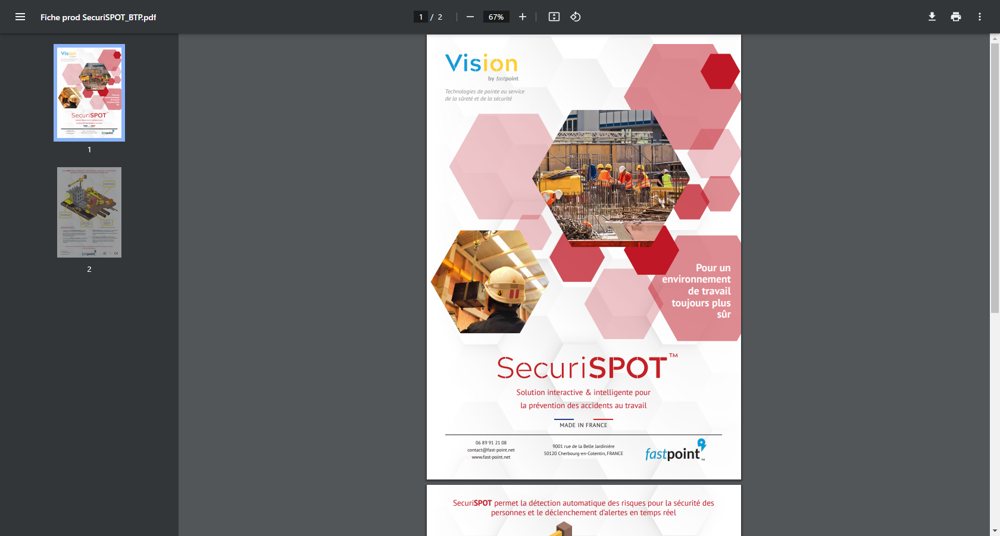 Fiche prod SecuriSPOT_BTP.pdf
1 / 2
67%
1
2
Vision
by fastpoint
Technologies de pointe au service
de la sûreté et de la sécurité
Pour un
environnement
de travail
toujours plus
sûr
SecuriSPOT™
Solution interactive & intelligente pour
la prévention des accidents au travail
MADE IN FRANCE
06 89 91 21 08
contact@fast-point.net
www.fast-point.net
9001 rue de la Belle Jardinière
50120 Cherbourg-en-Cotentin, FRANCE
fastpoint™
SecuriSPOT permet la détection automatique des risques pour la sécurité des
personnes et le déclenchement d'alertes en temps réel